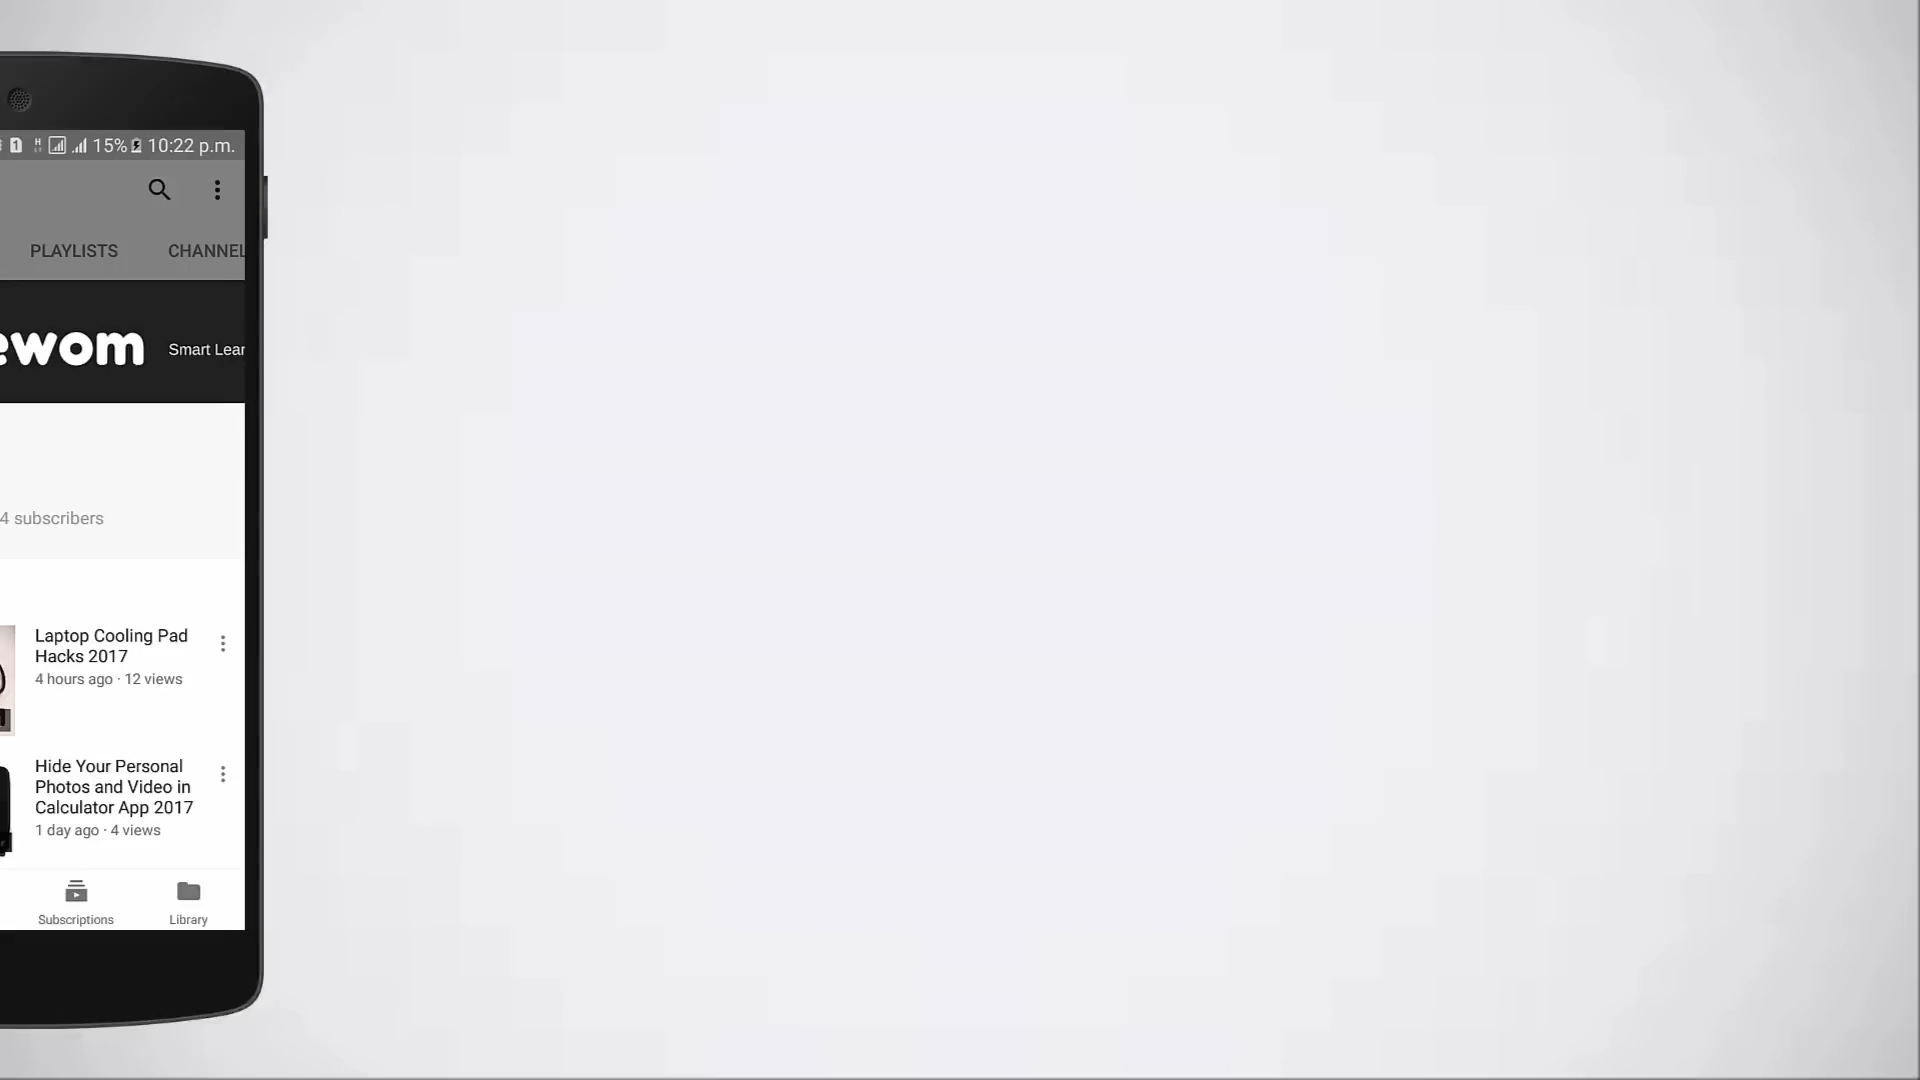 1 H 15% 10:22 p.m.
PLAYLISTS CHANNEL
ewom Smart Lear
4 subscribers
Laptop Cooling Pad
Hacks 2017
4 hours ago · 12 views
Hide Your Personal
Photos and Video in
Calculator App 2017
1 day ago · 4 views
Subscriptions Library